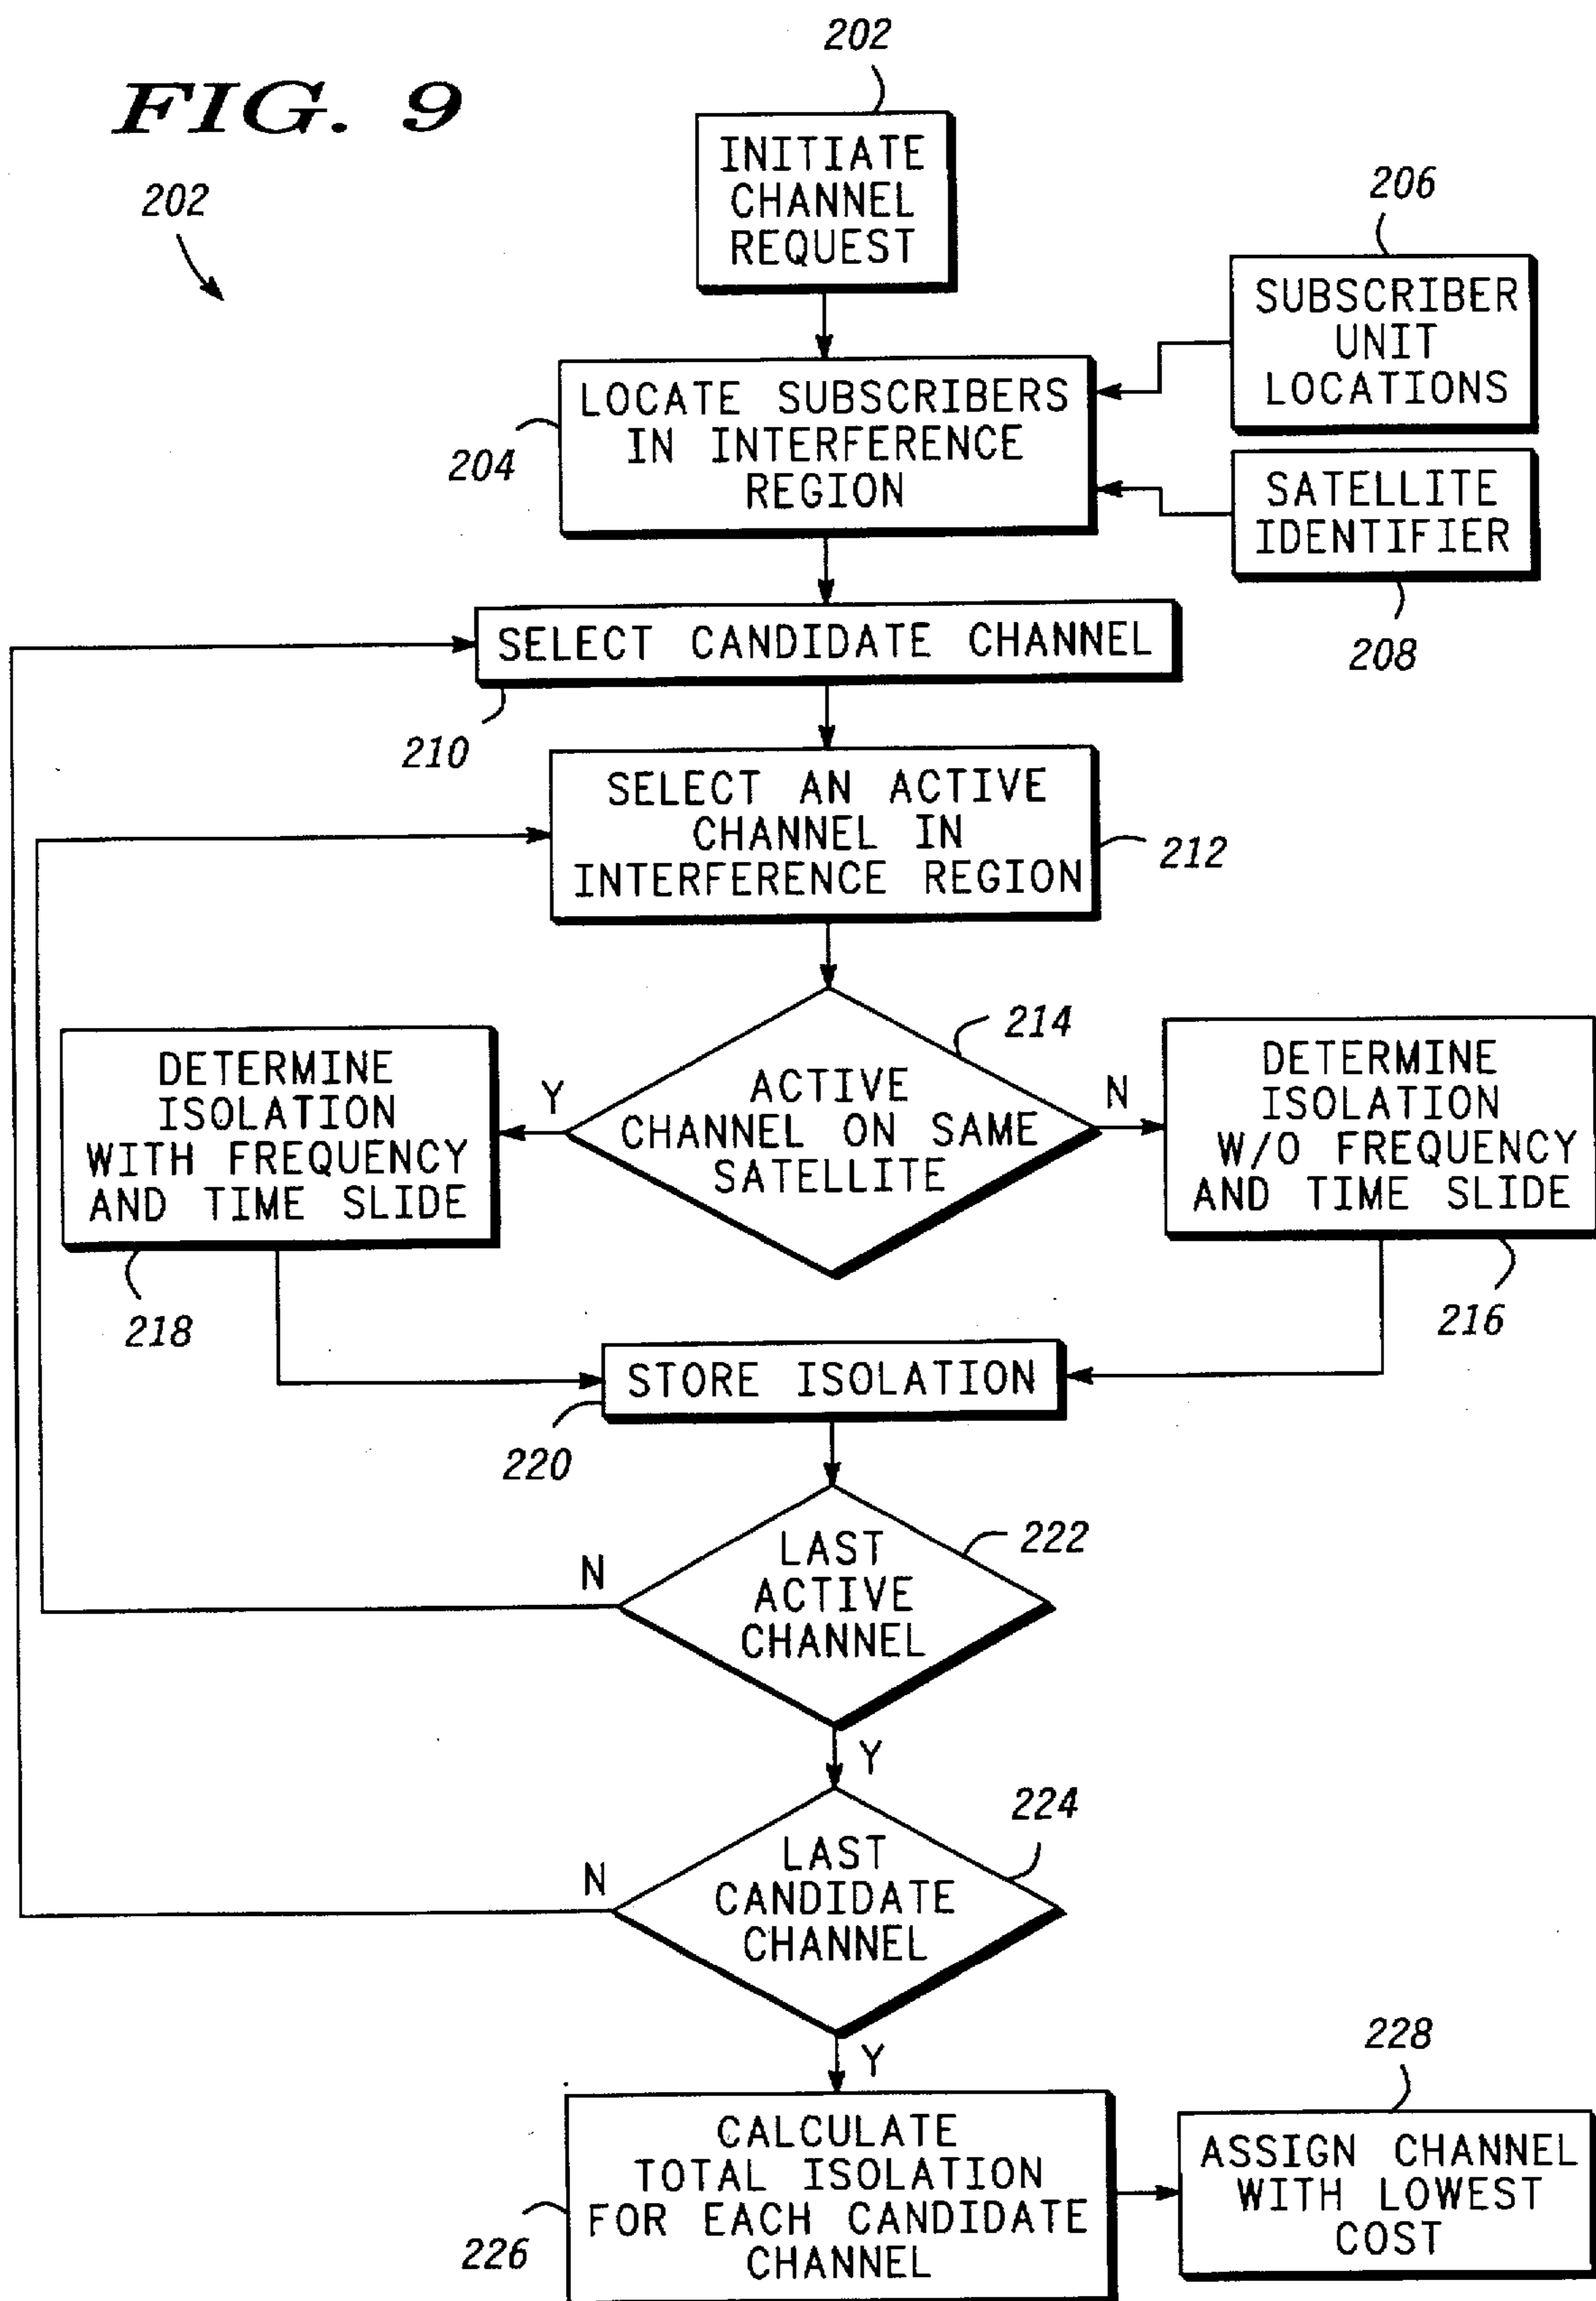 FIG. 9
202
202
INITIATE
CHANNEL
REQUEST
206
SUBSCRIBER
UNIT
LOCATIONS
LOCATE SUBSCRIBERS
IN INTERFERENCE
REGION
204
SATELLITE
IDENTIFIER
208
SELECT CANDIDATE CHANNEL
210
SELECT AN ACTIVE
CHANNEL IN
INTERFERENCE REGION
212
214
ACTIVE
CHANNEL ON SAME
SATELLITE
Y
N
DETERMINE
ISOLATION
WITH FREQUENCY
AND TIME SLIDE
218
DETERMINE
ISOLATION
W/O FREQUENCY
AND TIME SLIDE
216
STORE ISOLATION
220
LAST
ACTIVE
CHANNEL
222
N
Y
LAST
CANDIDATE
CHANNEL
224
N
Y
CALCULATE
TOTAL ISOLATION
FOR EACH CANDIDATE
CHANNEL
226
228
ASSIGN CHANNEL
WITH LOWEST
COST